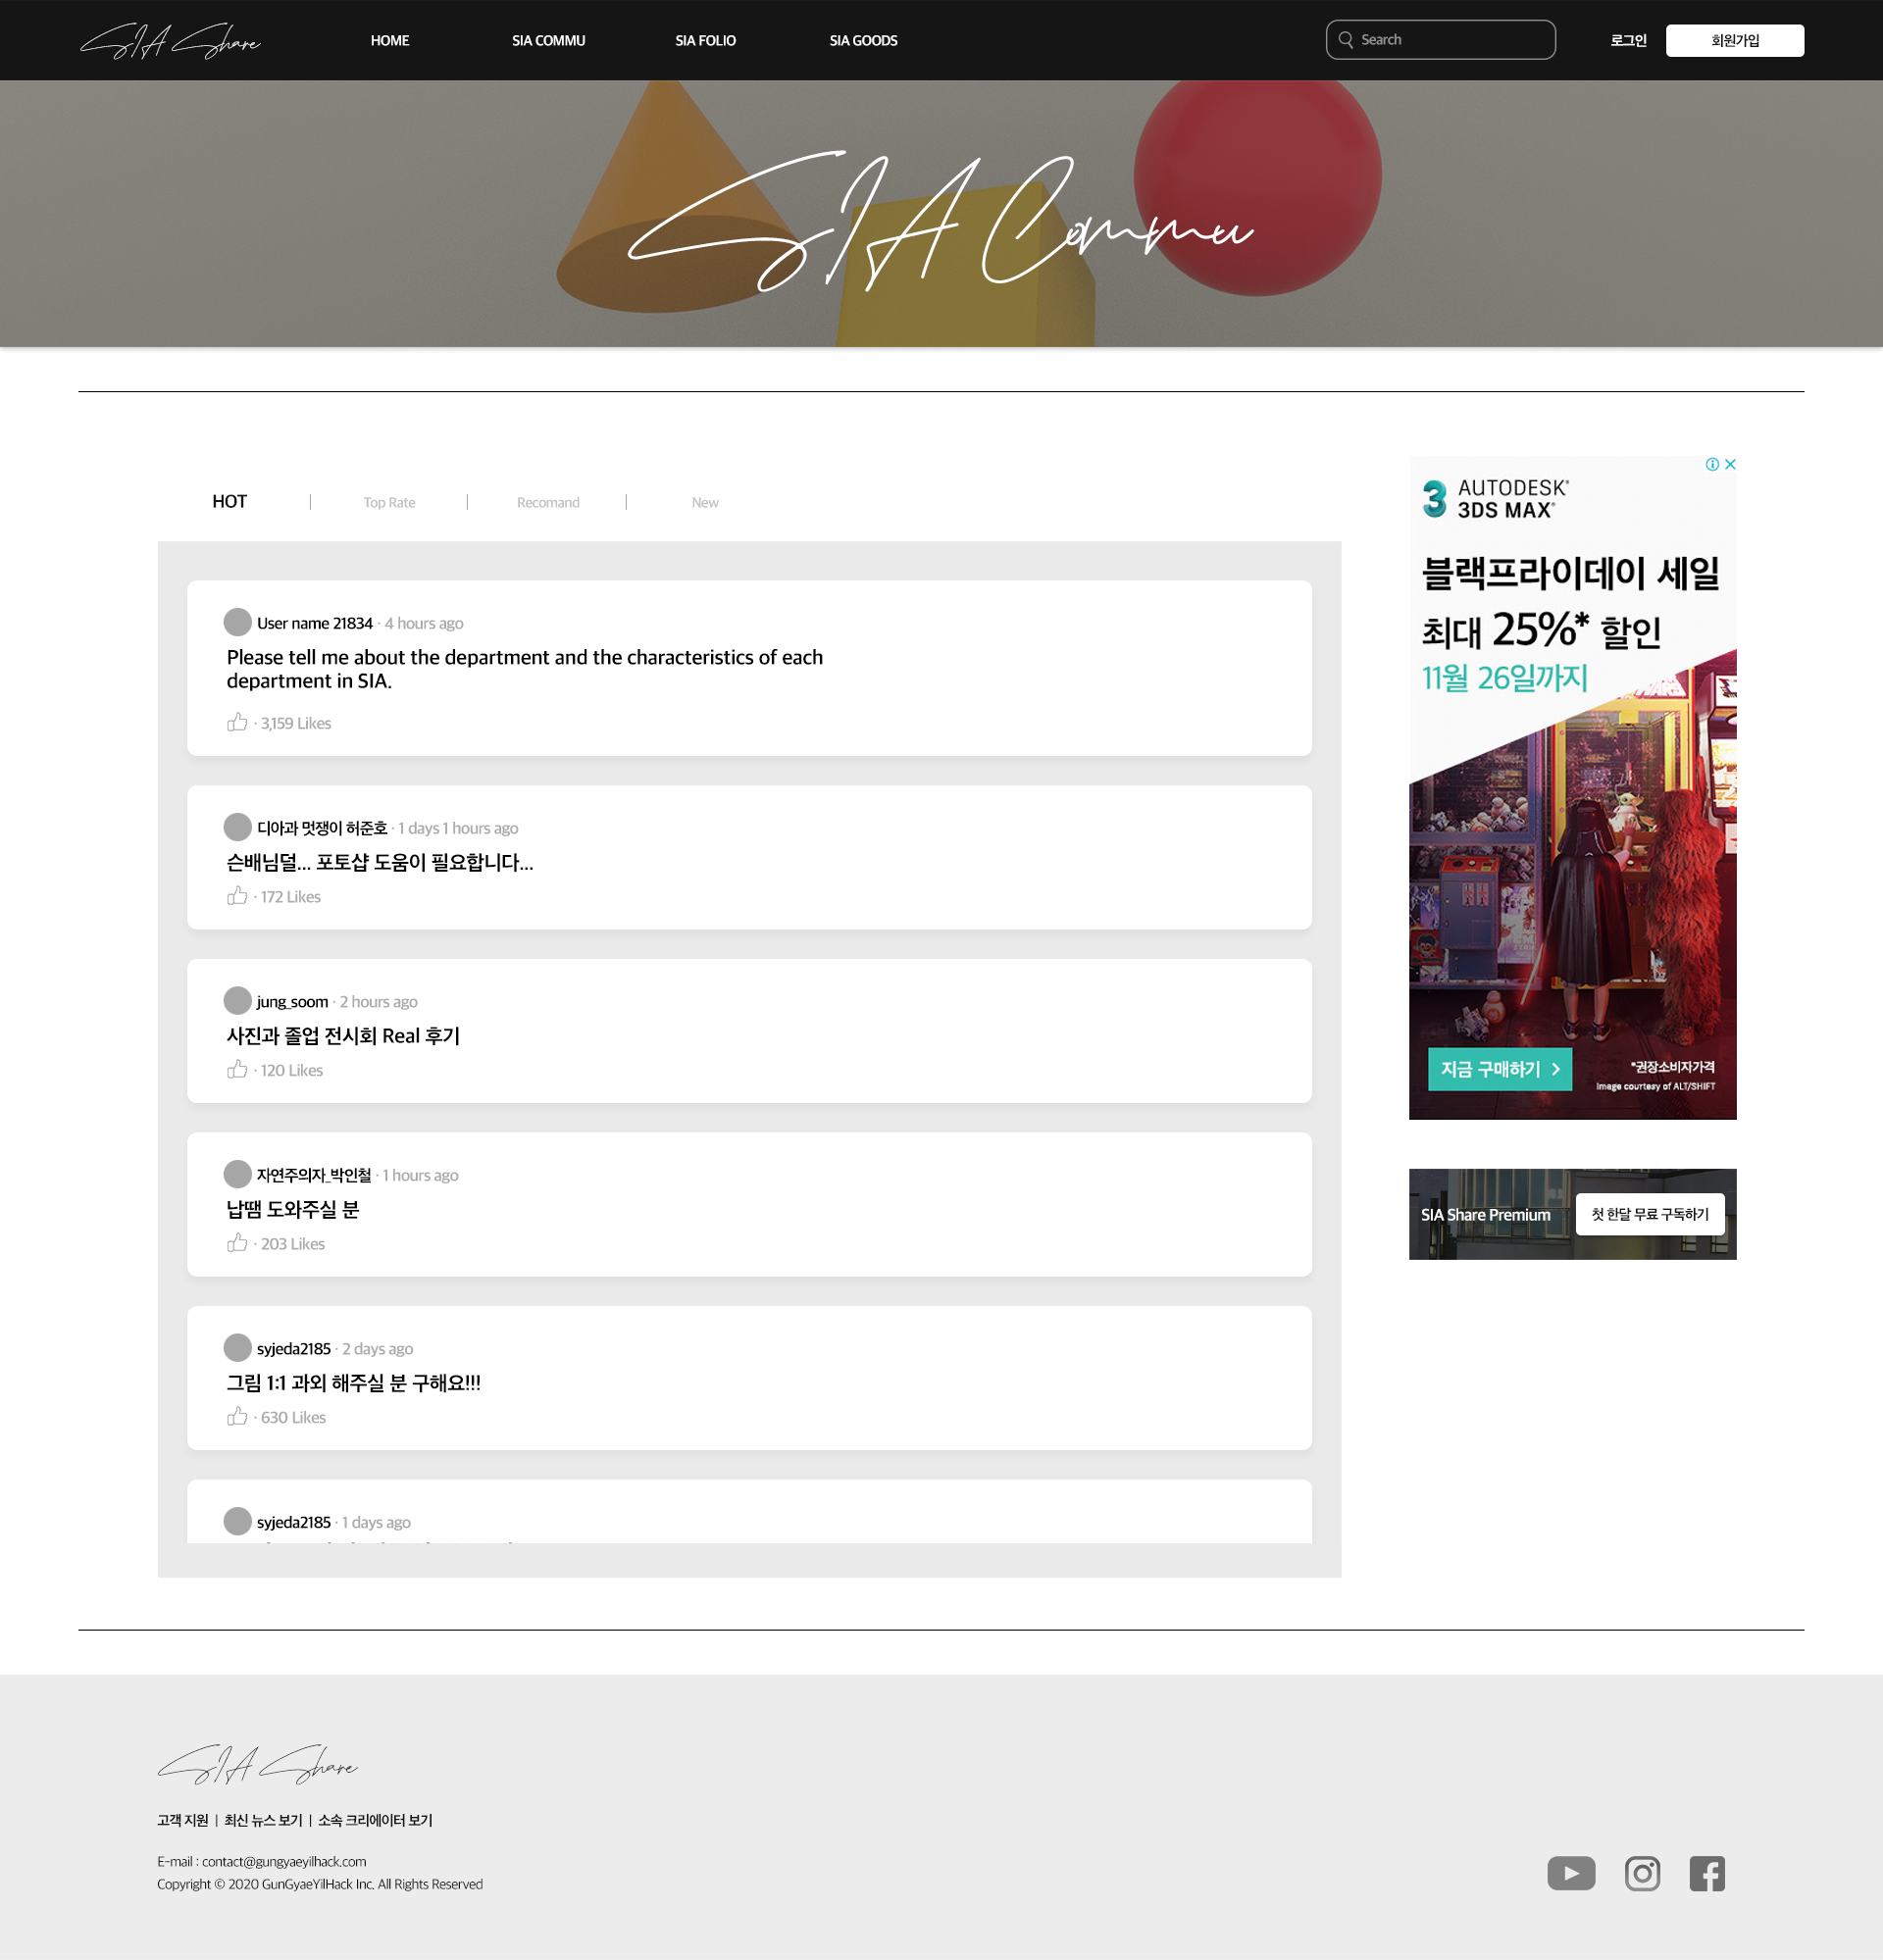 SIA Share
HOME
SIA COMMU
SIA FOLIO
SIA GOODS
Search
로그인
회원가입
SIA Commu
HOT
Top Rate
Recomand
New
User name 21834 · 4 hours ago
Please tell me about the department and the characteristics of each
department in SIA.
· 3,159 Likes
디아과 멋쟁이 허준호 · 1 days 1 hours ago
슨배님덜... 포토샵 도움이 필요합니다...
· 172 Likes
jung_soom · 2 hours ago
사진과 졸업 전시회 Real 후기
· 120 Likes
자연주의자_박인철 · 1 hours ago
납땜 도와주실 분
· 203 Likes
syjeda2185 · 2 days ago
그림 1:1 과외 해주실 분 구해요!!!
· 630 Likes
syjeda2185 · 1 days ago
3 AUTODESK®
3DS MAX®
블랙프라이데이 세일
최대 25%* 할인
11월 26일까지
지금 구매하기 >
*권장소비자가격
Image courtesy of ALT/SHIFT
SIA Share Premium
첫 한달 무료 구독하기
SIA Share
고객 지원 | 최신 뉴스 보기 | 소속 크리에이터 보기
E-mail : contact@gungyaeyilhack.com
Copyright © 2020 GunGyaeYilHack Inc. All Rights Reserved